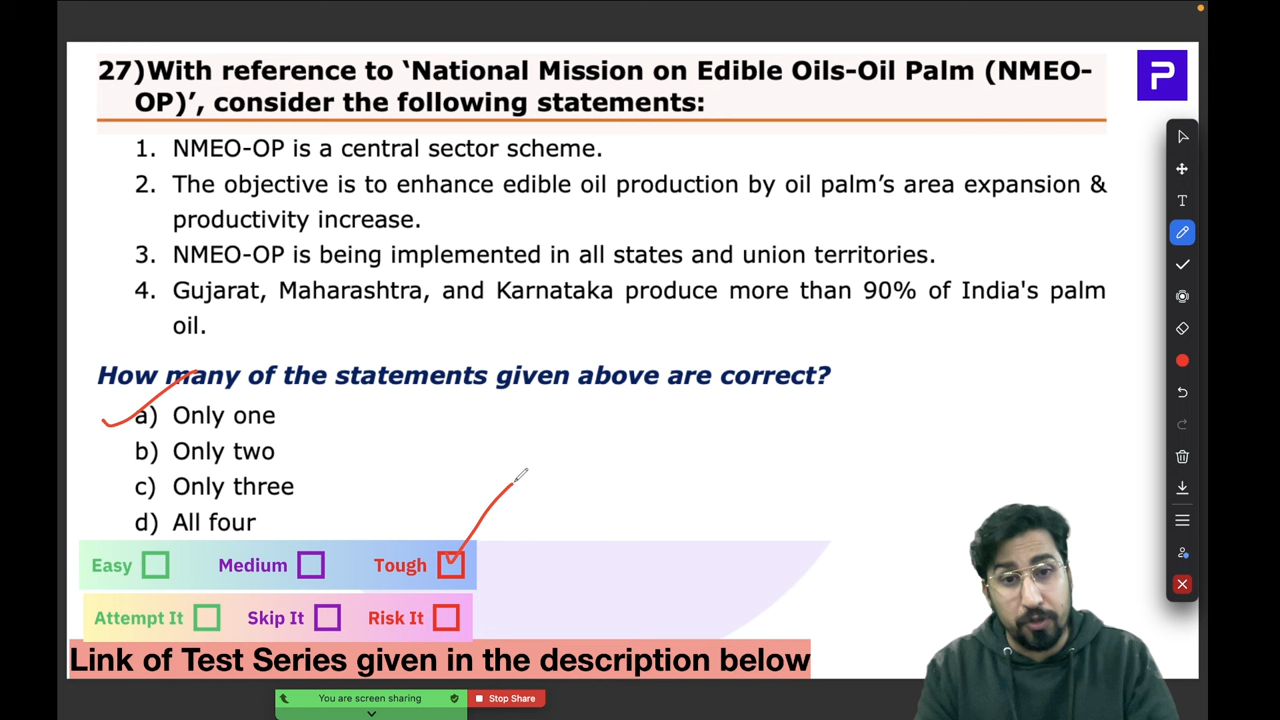 27)With reference to ‘National Mission on Edible Oils-Oil Palm (NMEO-
OP)’, consider the following statements:
1. NMEO-OP is a central sector scheme.
2. The objective is to enhance edible oil production by oil palm’s area expansion &
productivity increase.
3. NMEO-OP is being implemented in all states and union territories.
4. Gujarat, Maharashtra, and Karnataka produce more than 90% of India's palm
oil.
How many of the statements given above are correct?
a) Only one
b) Only two
c) Only three
d) All four
Easy Medium Tough
Attempt It Skip It Risk It
Link of Test Series given in the description below
You are screen sharing Stop Share